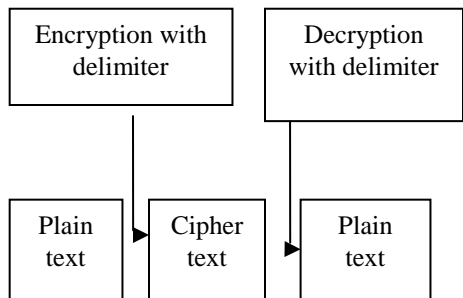 Encryption with
delimiter
Decryption
with delimiter
Plain
text
Cipher
text
Plain
text